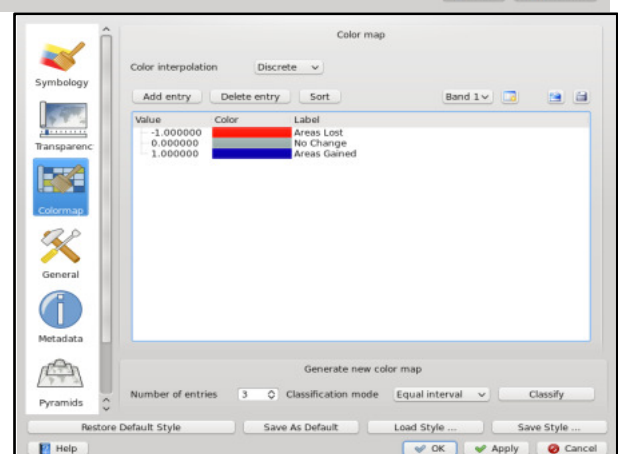 Color map
Symbology
Color interpolation Discrete
Add entry Delete entry Sort Band 1
Value Color Label
-1.000000 Areas Lost
0.000000 No Change
1.000000 Areas Gained
Transparenc
Colormap
General
Metadata
Pyramids
Generate new color map
Number of entries 3 Classification mode Equal interval Classify
Restore Default Style Save As Default Load Style ... Save Style ...
Help OK Apply Cancel